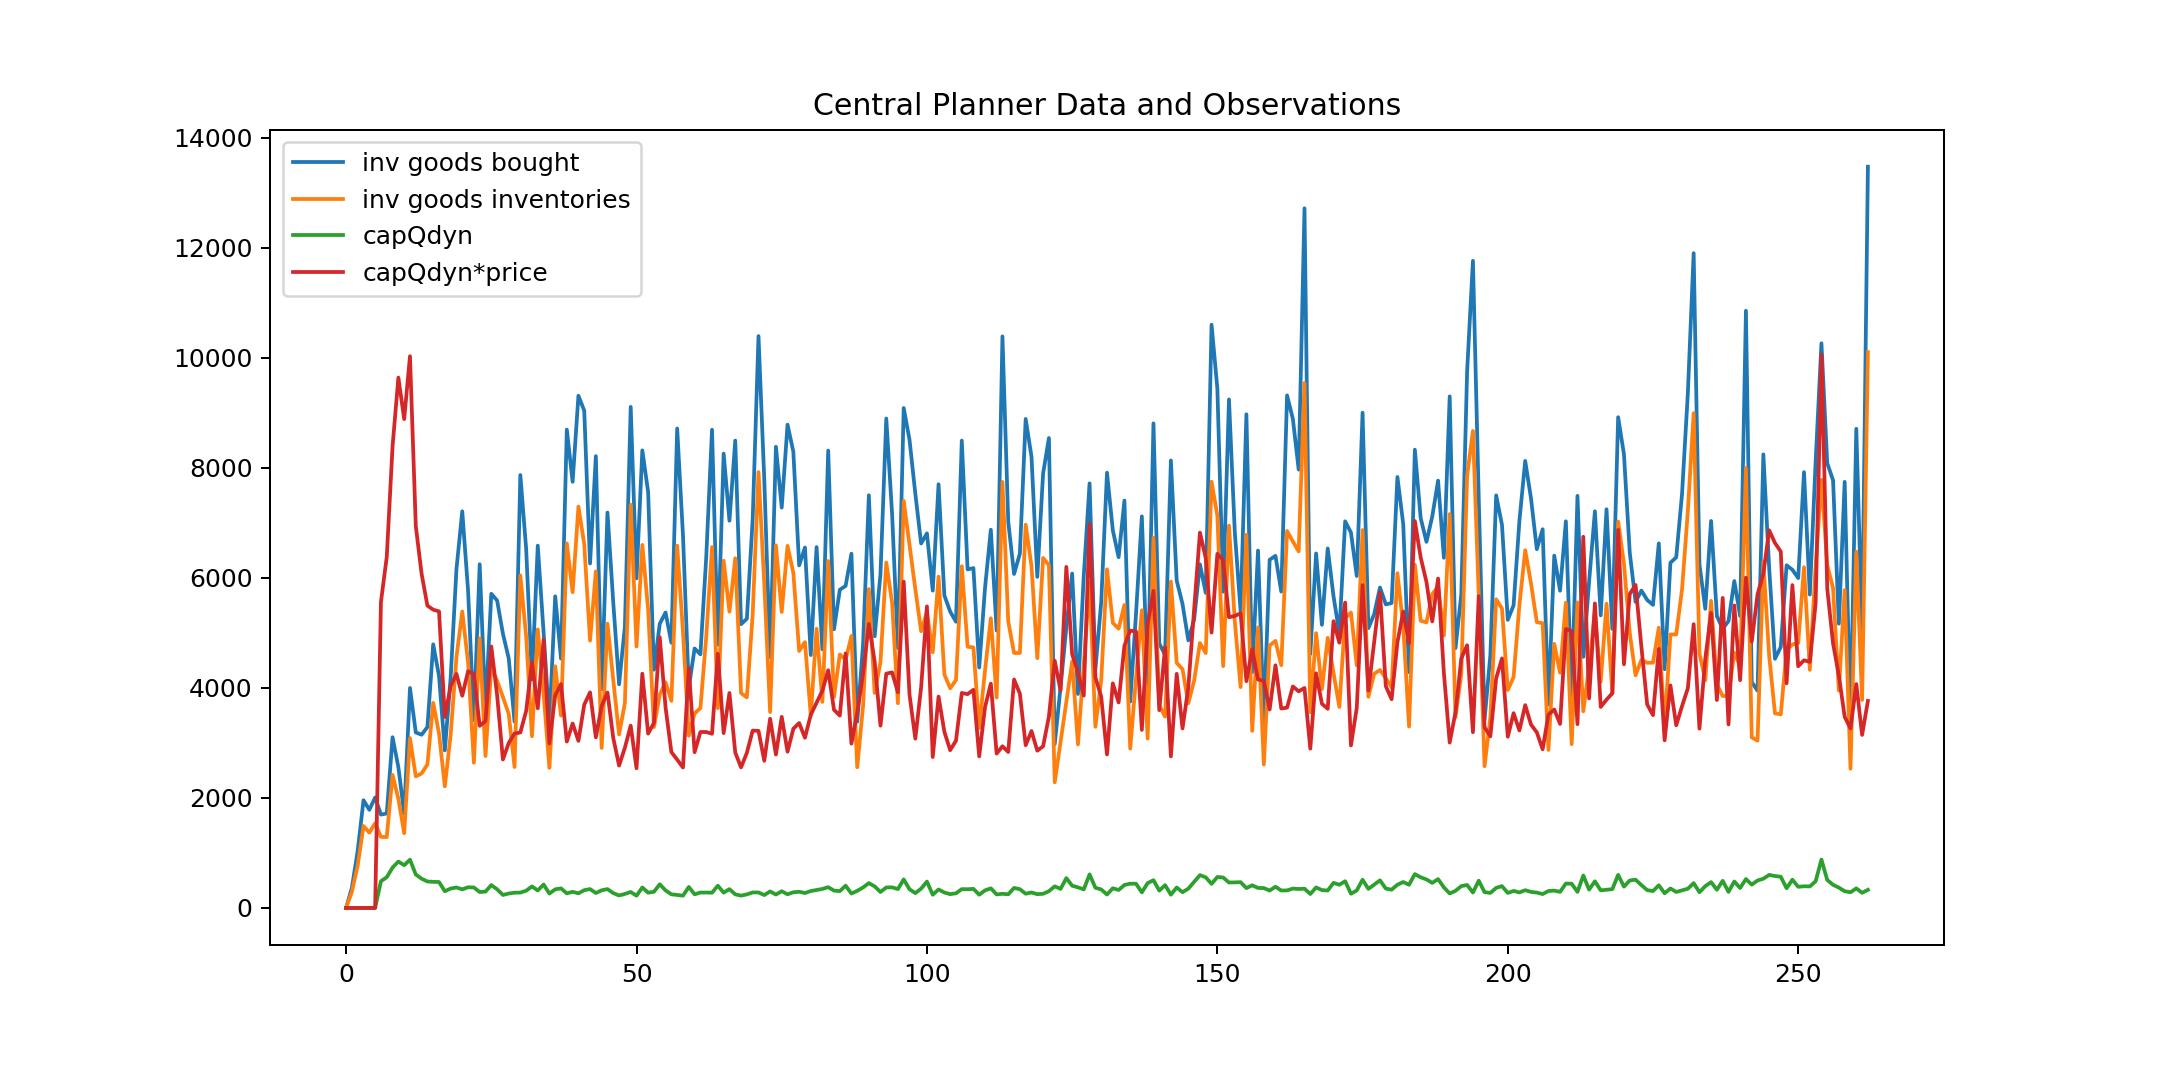 Central Planner Data and Observations
14000
12000
10000
8000
6000
4000
2000
0
inv goods bought
inv goods inventories
capQdyn
capQdyn*price
0 50 100 150 200 250